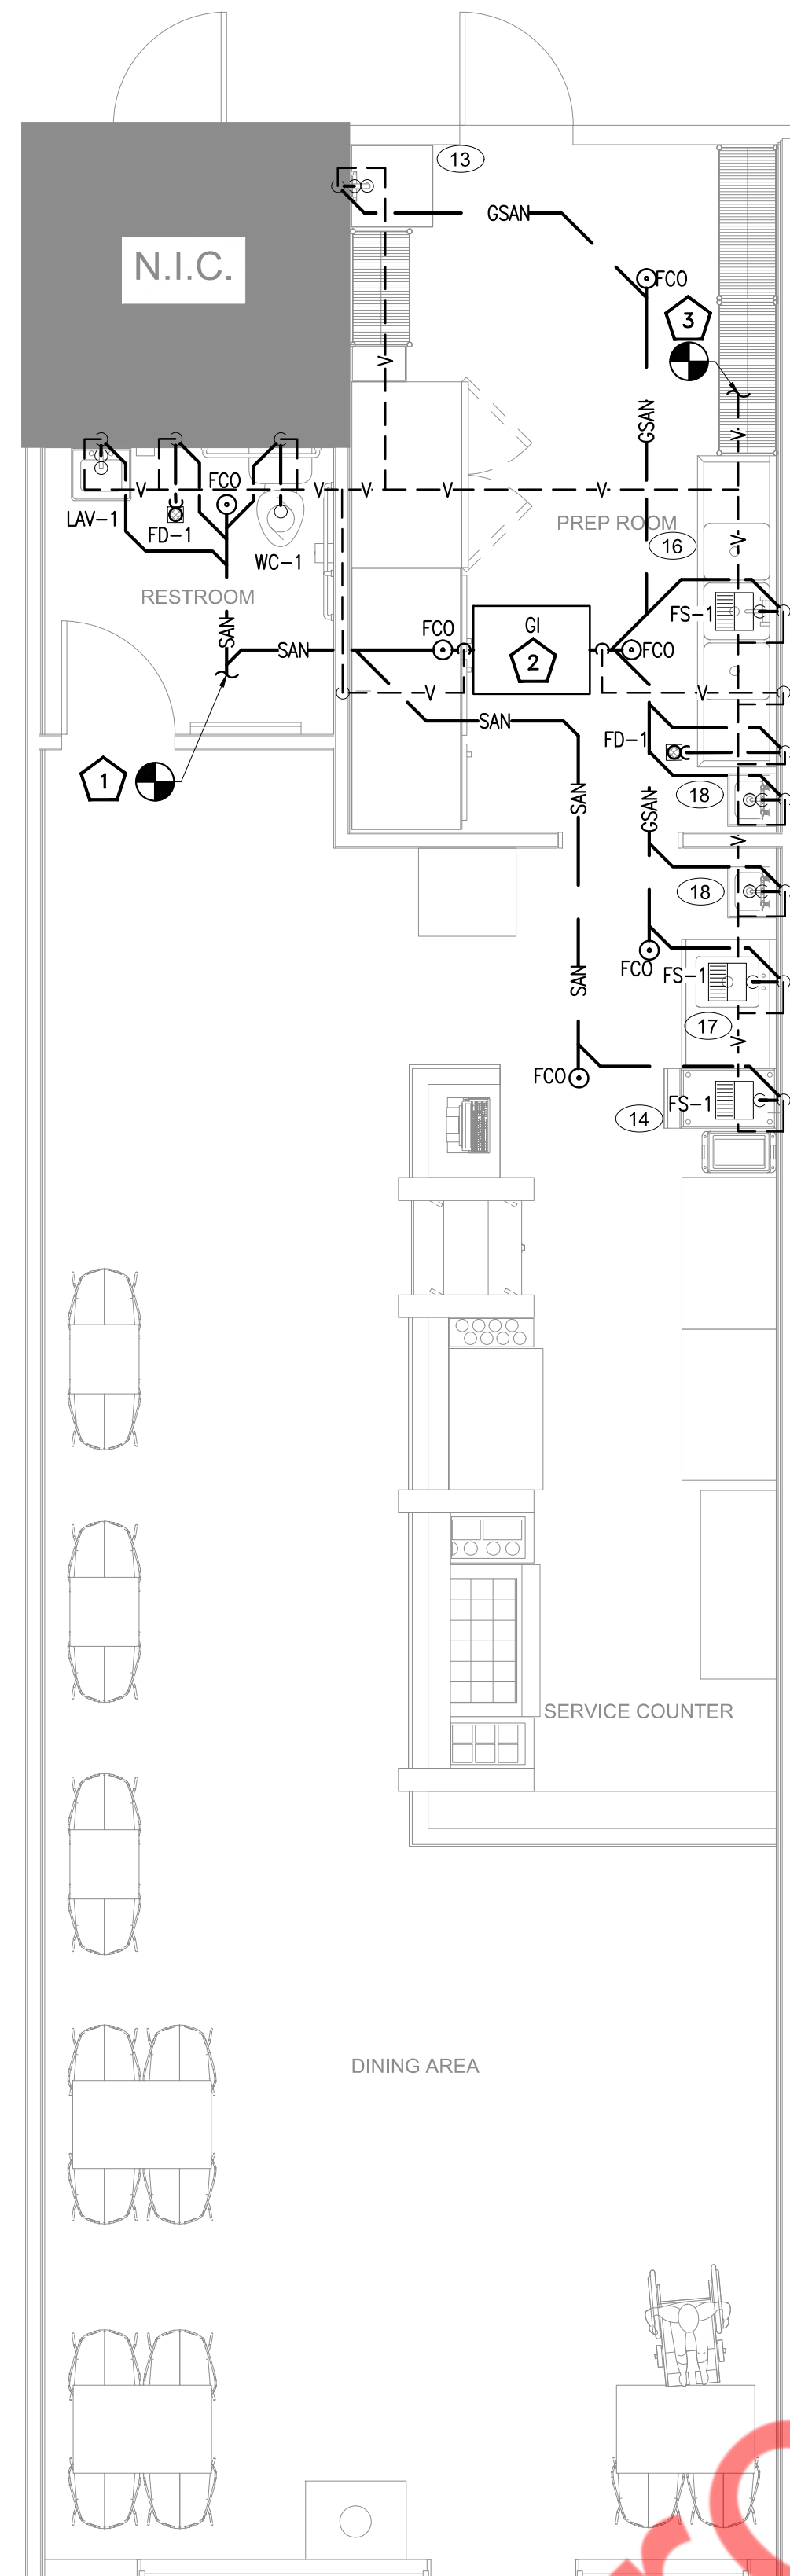 13
N.I.C.
GSAN
FCO
3
V
GSAN
V
FCO
V
V
V
V
V
LAV-1
FD-1
WC-1
PREP ROOM
16
V
RESTROOM
FS-1
SAN
SAN
FCO
GI
2
FCO
V
V
SAN
FD-1
1
18
SAN
GSAN
V
18
FCO
FS-1
SAN
17
V
FCO
FS-1
14
SERVICE COUNTER
DINING AREA